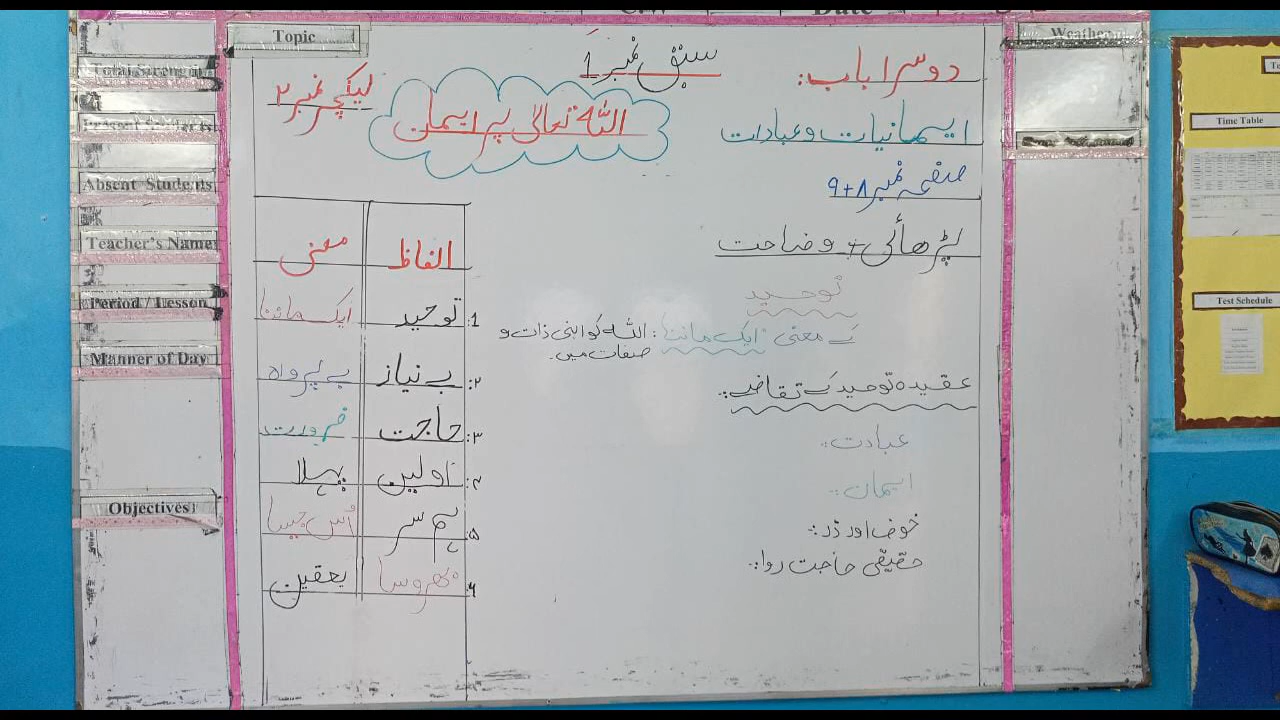 Topic
Weather
Total Strength
Present Students
Absent Students
Teacher's Name
Period / Lesson
Manner of Day
Objectives
Time Table
Test Schedule
سبق نمبر 1
دوسرا باب:
لیکچر نمبر ۲
اللہ تعالیٰ پر ایمان
ایمانیات و عبادات
صفحہ نمبر ۸+۹
پڑھائی + وضاحت
توحید
کے معنی "ایک ماننا": اللہ کو اپنی ذات و
صفات میں۔
عقیدہ توحید کے تقاضے:۔
عبادت:۔
ایمان:۔
خوف اور ڈر:۔
حقیقی حاجت روا:۔
الفاظ معنی
1: توحید ایک ماننا
۲: بے نیاز بے پرواہ
۳: حاجت ضرورت
۴: اولین پہلا
۵: ہم سر اُس جیسا
۶: بھروسا یعقین